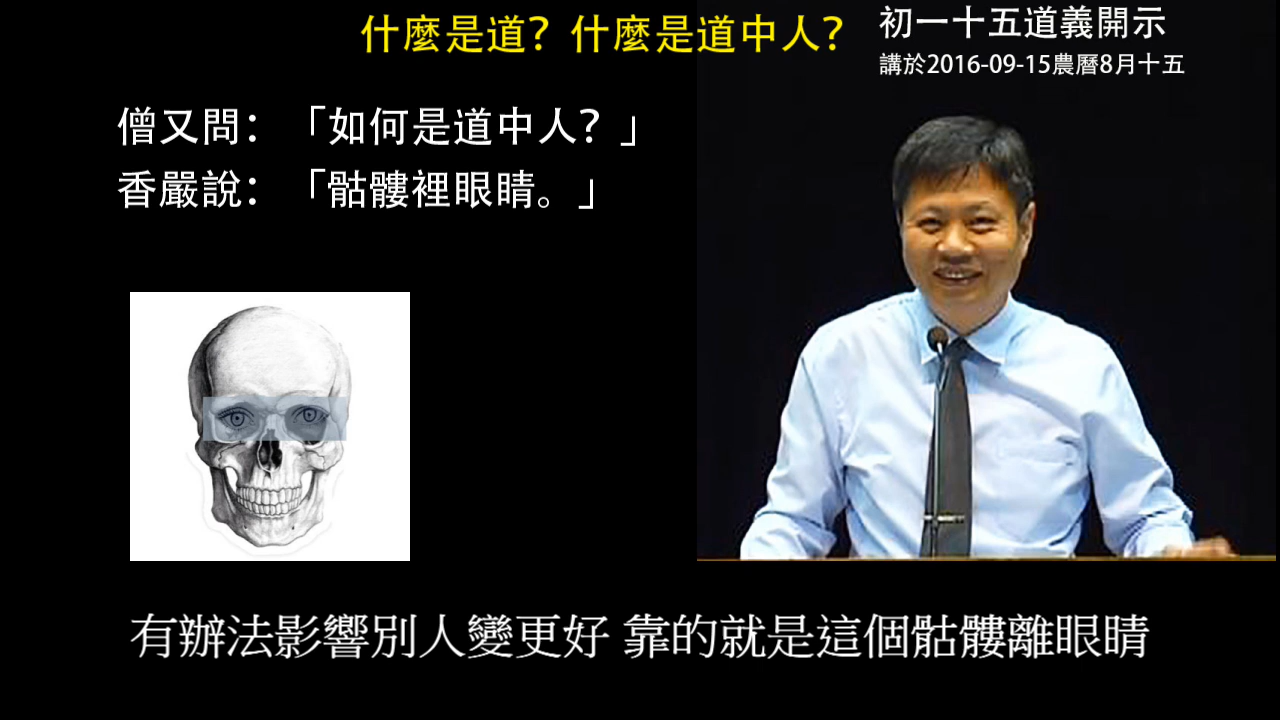 什麼是道？什麼是道中人？
初一十五道義開示
講於2016-09-15農曆8月十五
僧又問：「如何是道中人？」
香嚴說：「骷髏裡眼睛。」
有辦法影響別人變更好 靠的就是這個骷髏離眼睛